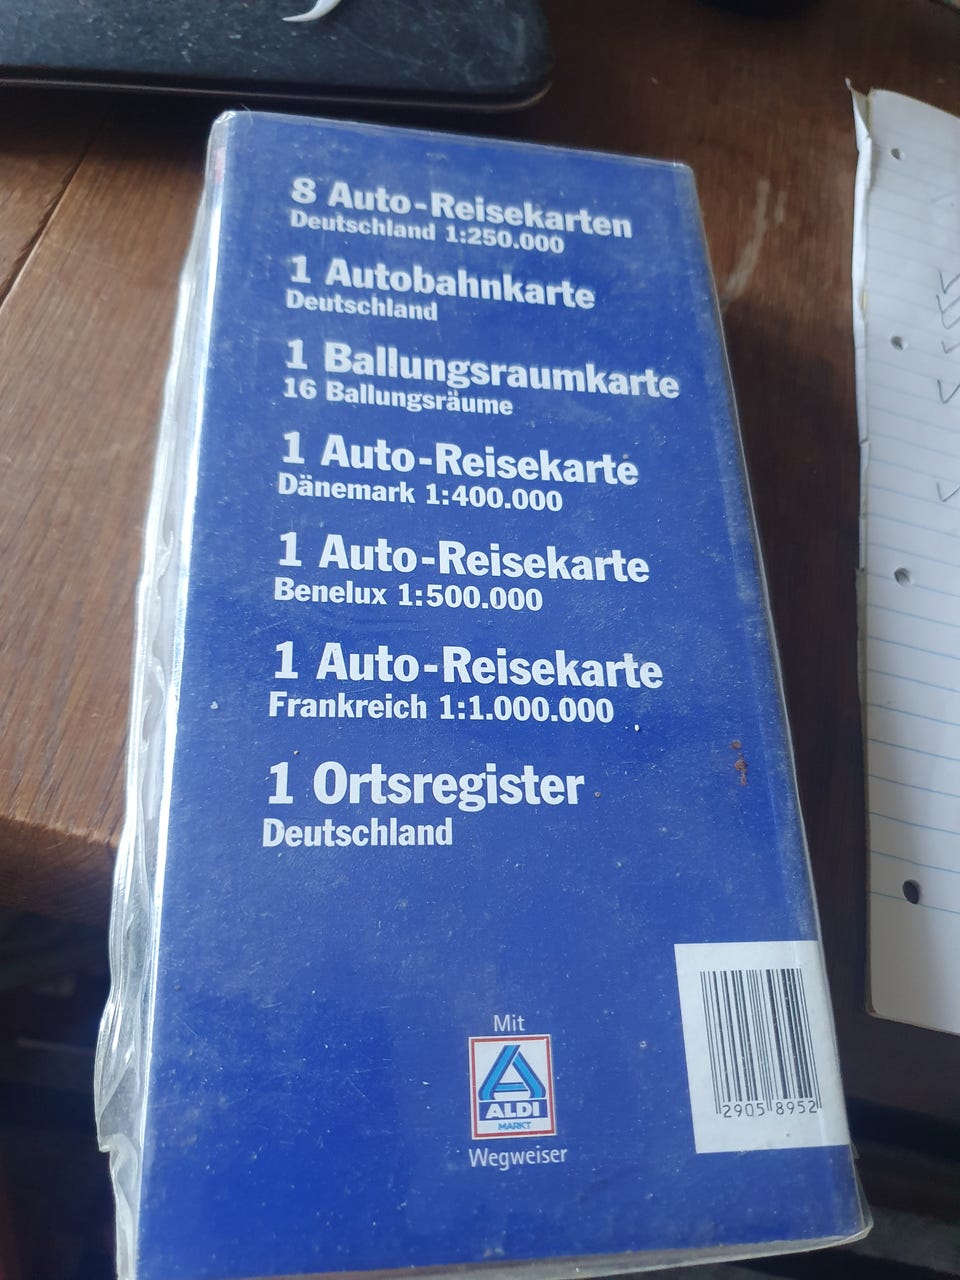 8 Auto-Reisekarten
Deutschland 1:250.000
1 Autobahnkarte
Deutschland
1 Ballungsraumkarte
16 Ballungsräume
1 Auto-Reisekarte
Dänemark 1:400.000
1 Auto-Reisekarte
Benelux 1:500.000
1 Auto-Reisekarte
Frankreich 1:1.000.000
1 Ortsregister
Deutschland
Mit
ALDI
MARKT
Wegweiser
2905 8952